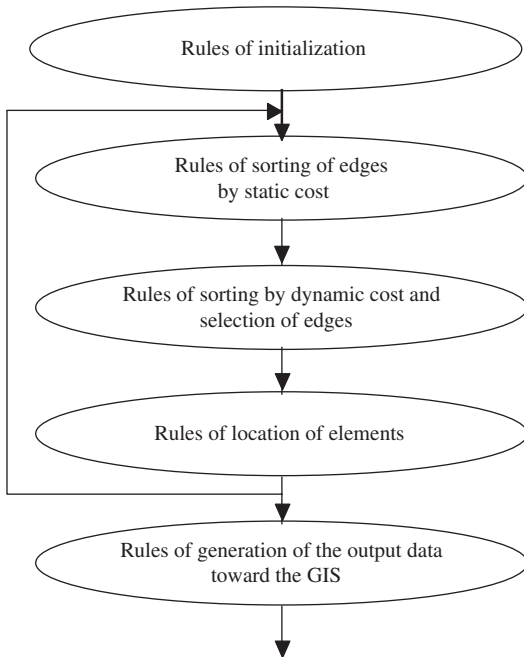 Rules of initialization
Rules of sorting of edges
by static cost
Rules of sorting by dynamic cost and
selection of edges
Rules of location of elements
Rules of generation of the output data
toward the GIS